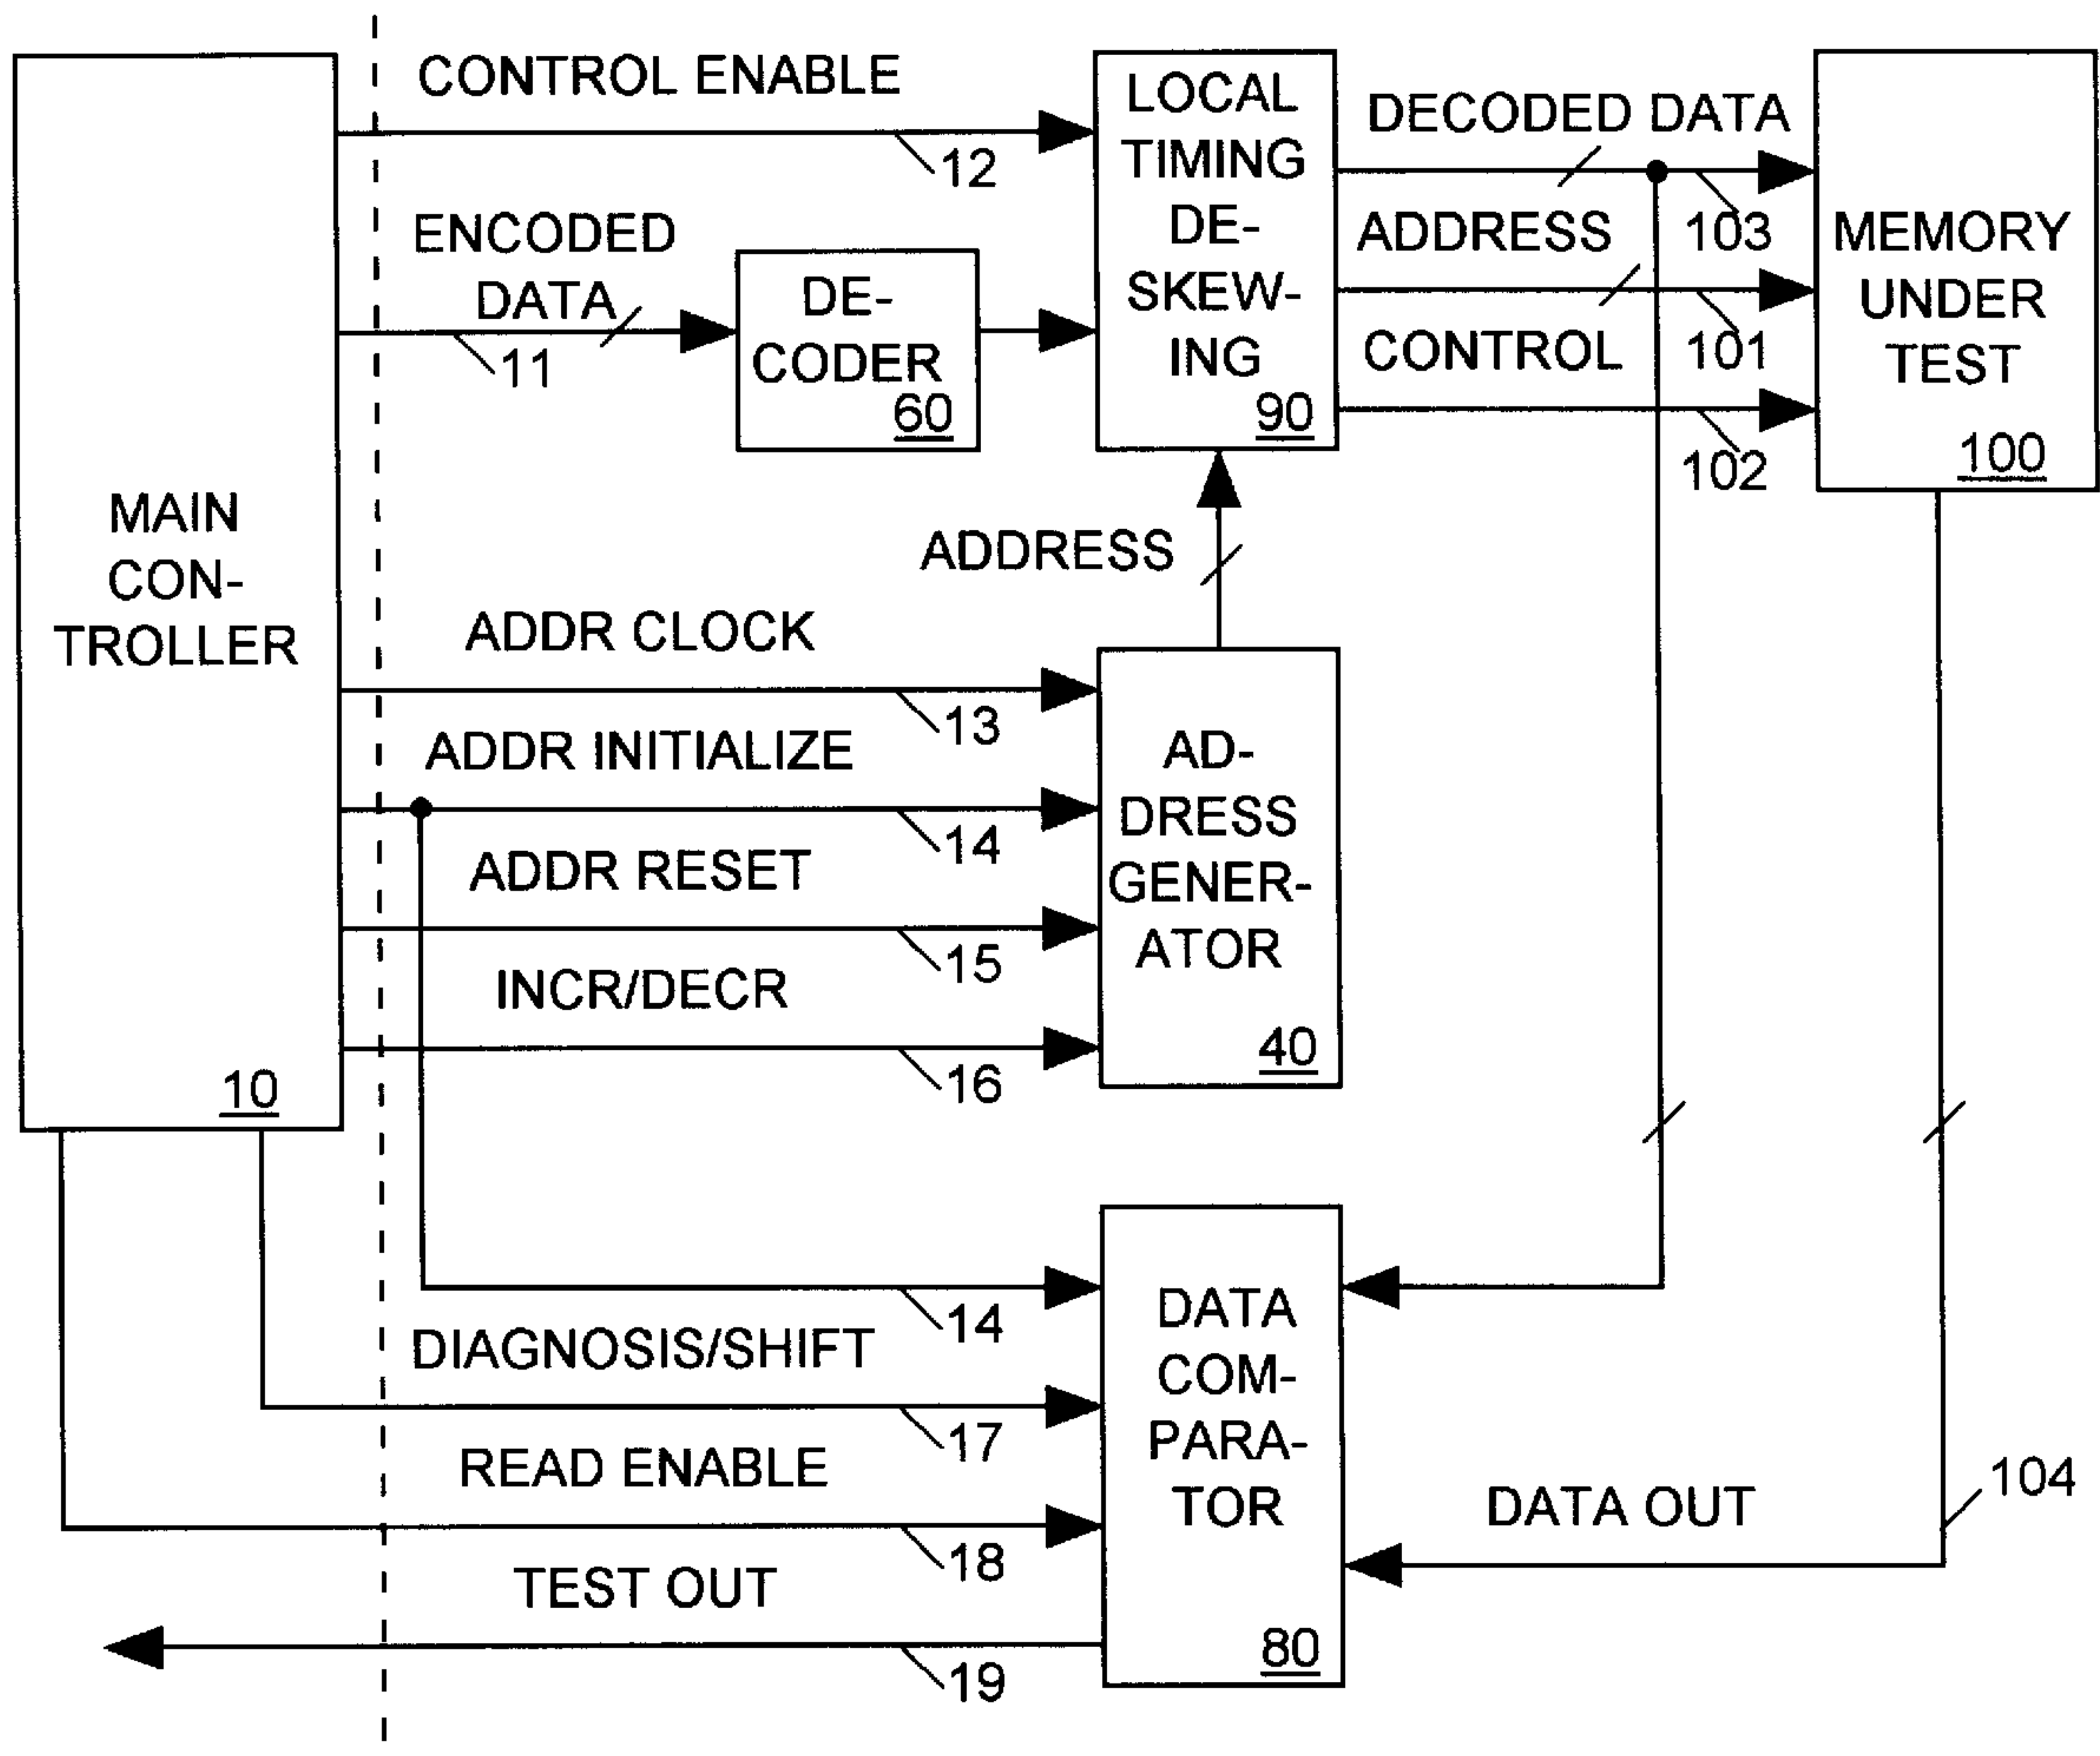 CONTROL ENABLE
12
ENCODED
DATA
11
DE-
CODER
60
LOCAL
TIMING
DE-
SKEW-
ING
90
DECODED DATA
103
ADDRESS
101
CONTROL
102
MEMORY
UNDER
TEST
100
MAIN
CON-
TROLLER
10
ADDRESS
ADDR CLOCK
13
ADDR INITIALIZE
14
ADDR RESET
15
INCR/DECR
16
AD-
DRESS
GENER-
ATOR
40
14
DIAGNOSIS/SHIFT
17
READ ENABLE
18
TEST OUT
19
DATA
COM-
PARA-
TOR
80
DATA OUT
104